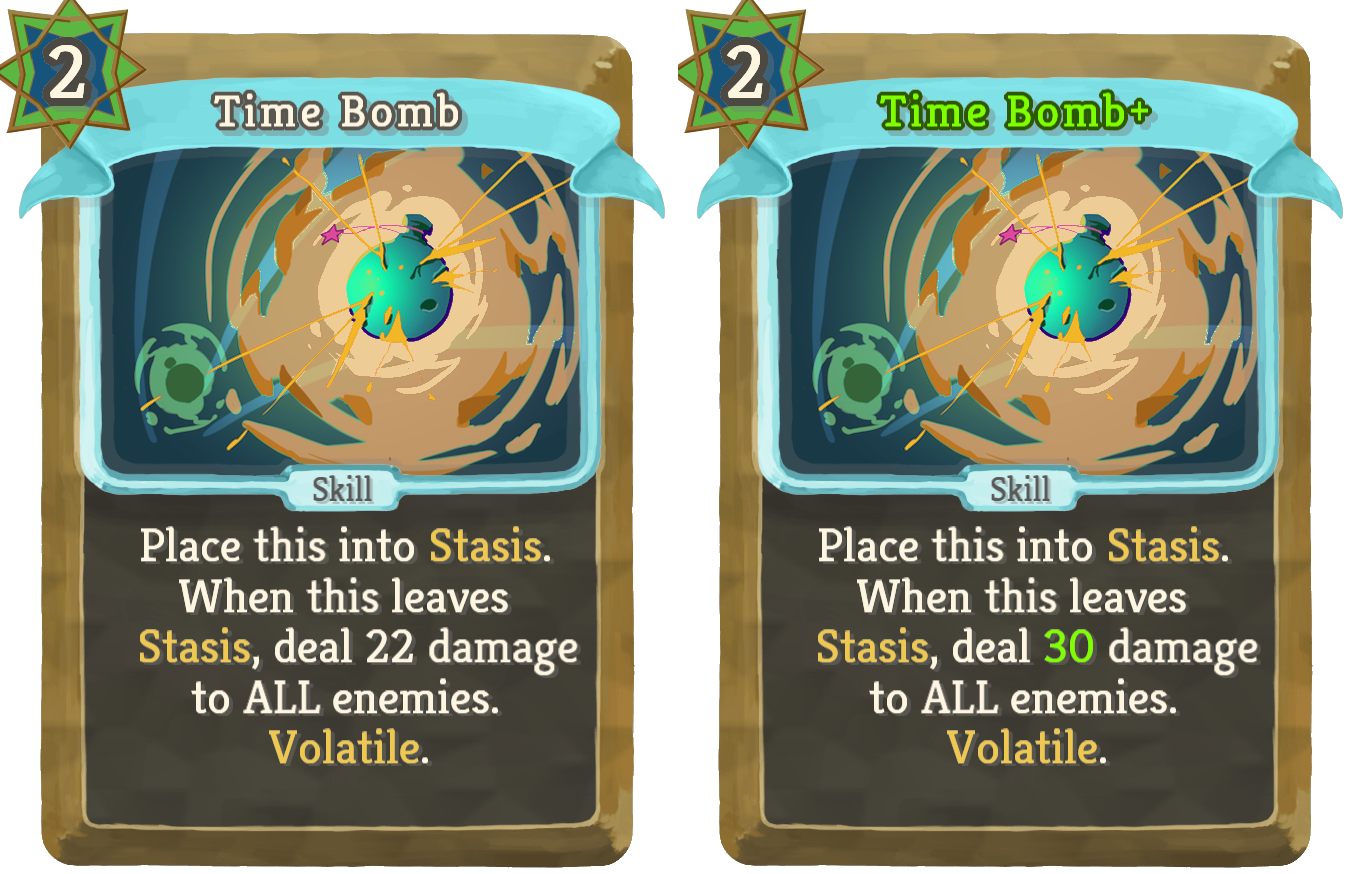 2
Time Bomb
Skill
Place this into Stasis.
When this leaves
Stasis, deal 22 damage
to ALL enemies.
Volatile.
2
Time Bomb+
Skill
Place this into Stasis.
When this leaves
Stasis, deal 30 damage
to ALL enemies.
Volatile.